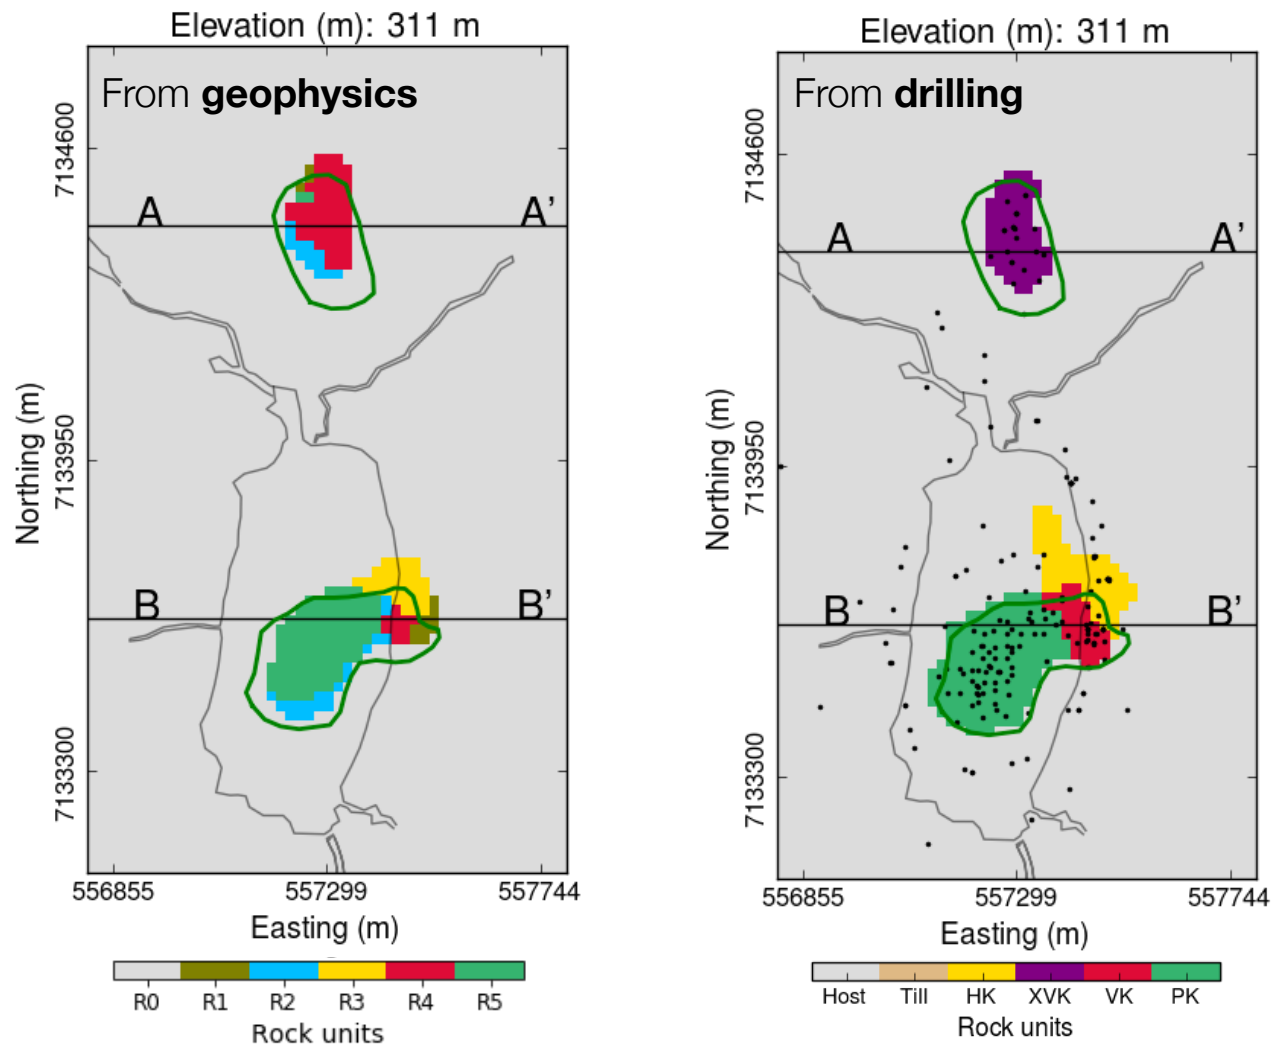 Elevation (m): 311 m
From geophysics
A
A’
B
B’
7134600
7133950
7133300
Northing (m)
556855
557299
557744
Easting (m)
R0
R1
R2
R3
R4
R5
Rock units
Elevation (m): 311 m
From drilling
A
A’
B
B’
7134600
7133950
7133300
Northing (m)
556855
557299
557744
Easting (m)
Host
Till
HK
XVK
VK
PK
Rock units